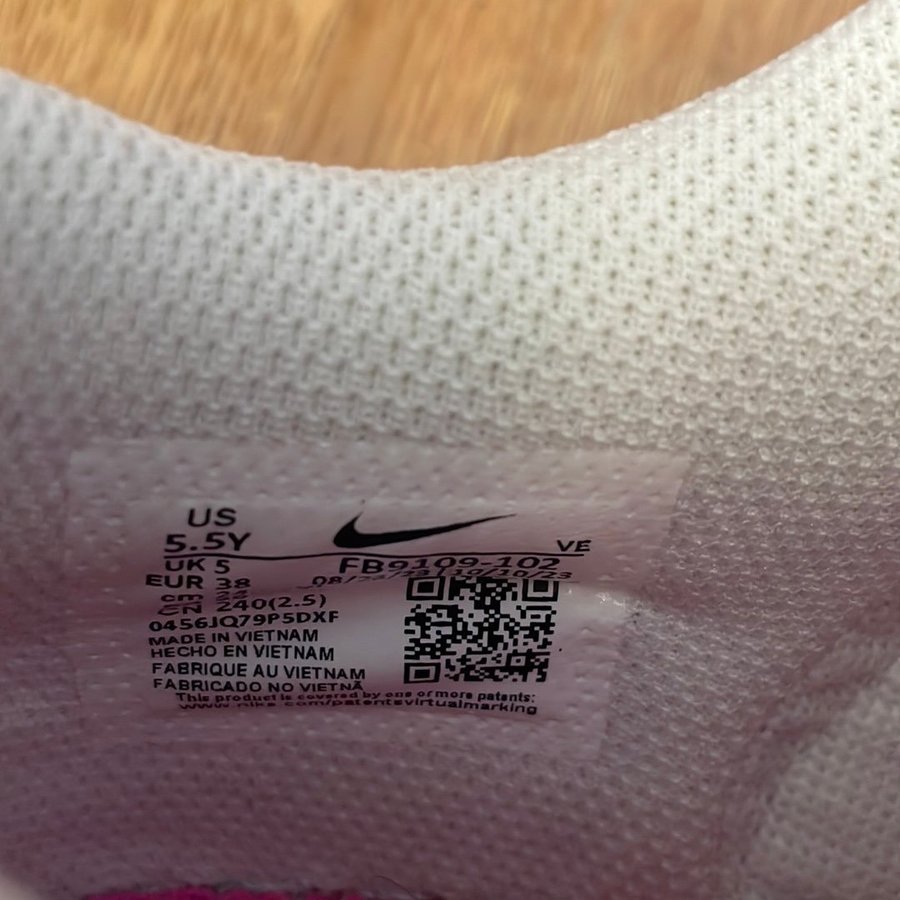 US
5.5Y
VE
UK 5
FB9109-102
EUR 38
cm 24
CN 240(2.5)
0456JQ79P5DXF
MADE IN VIETNAM
HECHO EN VIETNAM
FABRIQUE AU VIETNAM
FABRICADO NO VIETNÃ
This product is covered by one or more patents:
www.nike.com/patentsvirtualmarking